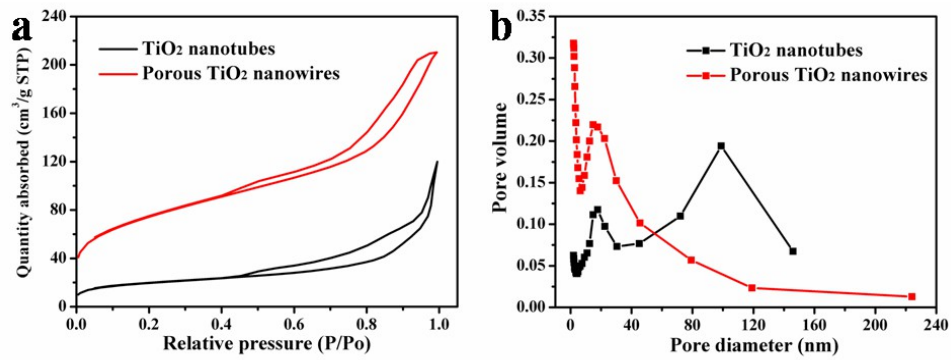 a
TiO2 nanotubes
Porous TiO2 nanowires
Quantity absorbed (cm3/g STP)
240
200
160
120
80
40
0
0.0 0.2 0.4 0.6 0.8 1.0
Relative pressure (P/Po)
b
TiO2 nanotubes
Porous TiO2 nanowires
Pore volume
0.35
0.30
0.25
0.20
0.15
0.10
0.05
0.00
0 40 80 120 160 200 240
Pore diameter (nm)